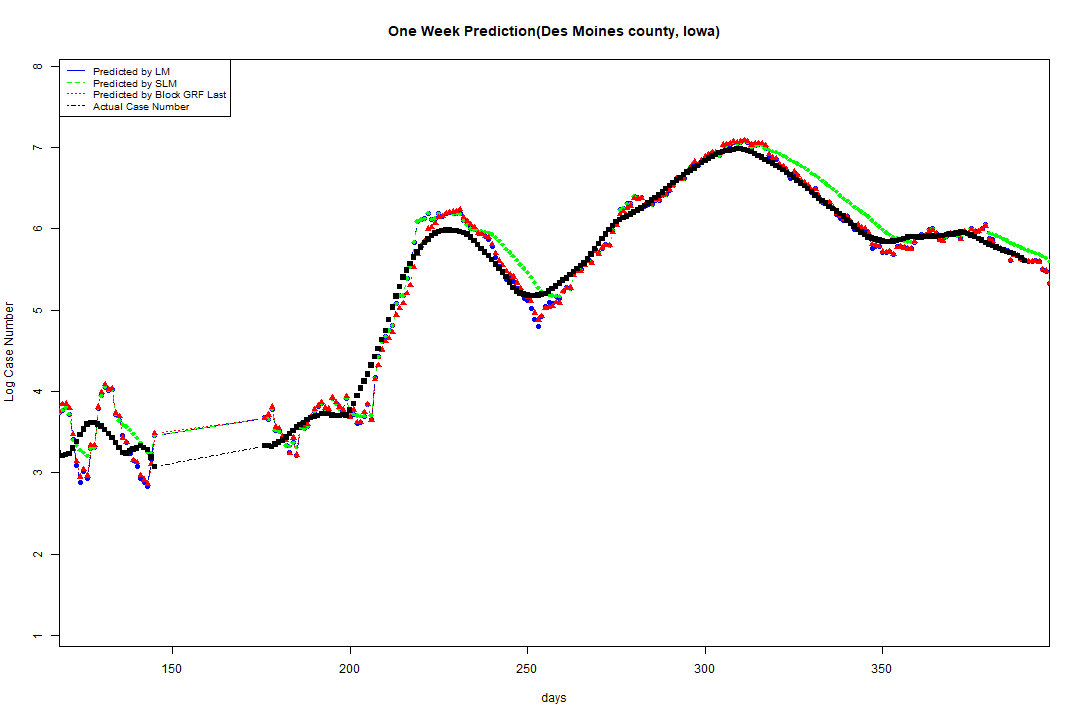 One Week Prediction(Des Moines county, Iowa)
Predicted by LM
Predicted by SLM
Predicted by Block GRF Last
Actual Case Number
8
7
6
5
4
3
2
1
Log Case Number
150 200 250 300 350
days